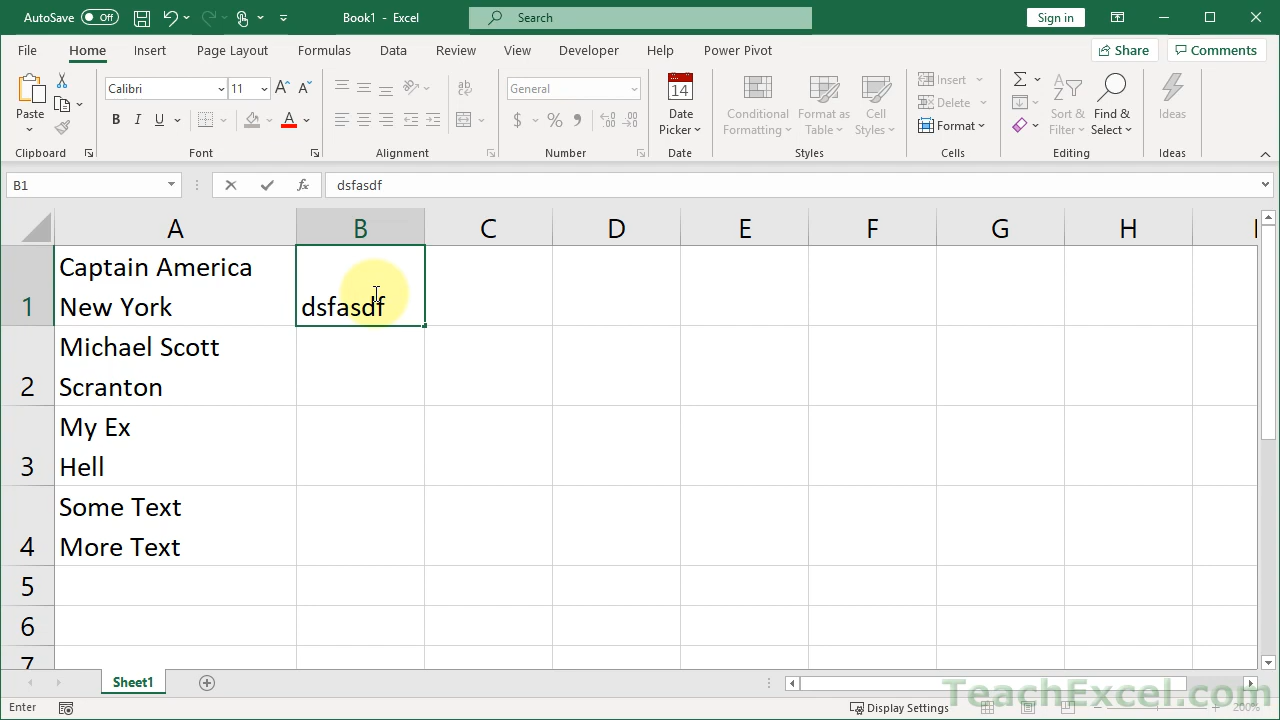 AutoSave Off Book1 - Excel Search Sign in
File Home Insert Page Layout Formulas Data Review View Developer Help Power Pivot Share Comments
Calibri 11 A A General Insert Σ
14
Paste B I U A $ % Delete Date Conditional Format as Cell Sort & Find & Ideas
Picker Formatting Table Styles Format Filter Select
Clipboard Font Alignment Number Date Styles Cells Editing Ideas
B1 fx dsfasdf
A B C D E F G H
1 Captain America
New York dsfasdf
2 Michael Scott
Scranton
3 My Ex
Hell
4 Some Text
More Text
5
6
7
Sheet1
Enter Display Settings 200%
TeachExcel.com